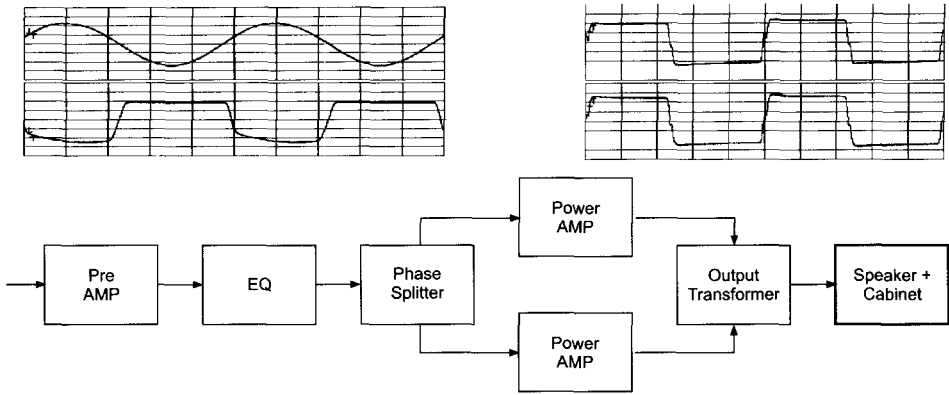 Pre
AMP
EQ
Phase
Splitter
Power
AMP
Power
AMP
Output
Transformer
Speaker +
Cabinet